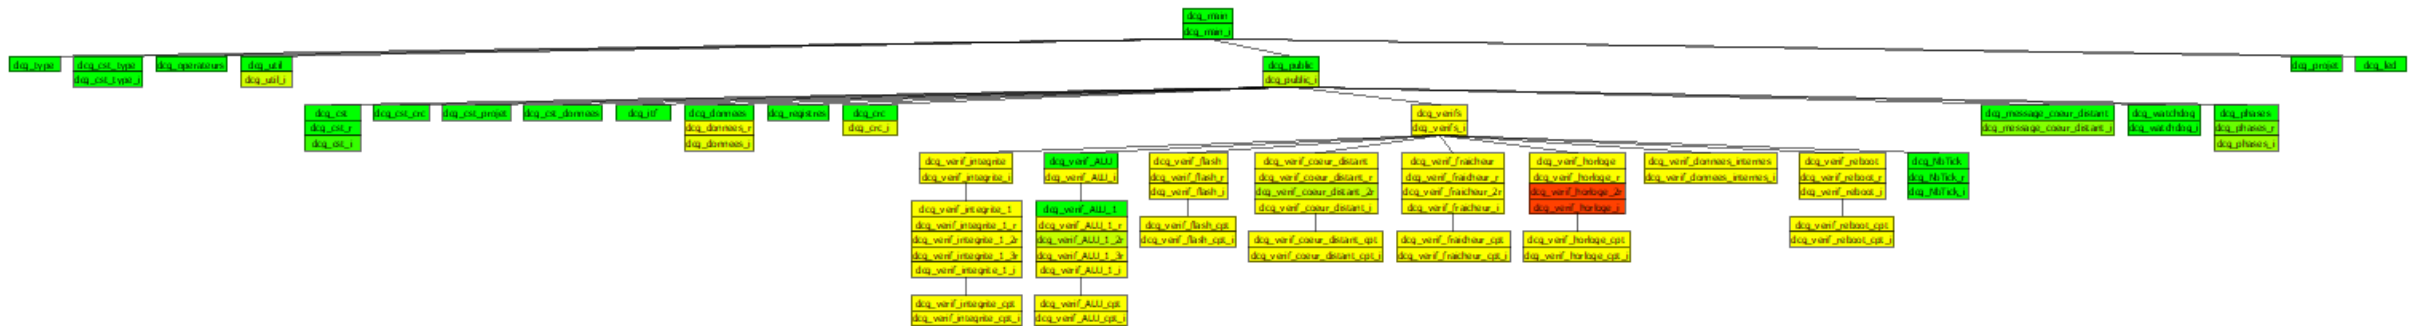 dcq_main
dcq_main_i
dcq_type
dcq_cst_type
dcq_cst_type_i
dcq_operateurs
dcq_util
dcq_util_i
dcq_public
dcq_public_i
dcq_projet
dcq_led
dcq_cst
dcq_cst_r
dcq_cst_i
dcq_cst_crc
dcq_cst_projet
dcq_cst_donnees
dcq_itf
dcq_donnees
dcq_donnees_r
dcq_donnees_i
dcq_registres
dcq_crc
dcq_crc_i
dcq_verifs
dcq_verifs_i
dcq_message_coeur_distant
dcq_message_coeur_distant_i
dcq_watchdog
dcq_watchdog_i
dcq_phases
dcq_phases_r
dcq_phases_i
dcq_verif_integrite
dcq_verif_integrite_i
dcq_verif_ALU
dcq_verif_ALU_i
dcq_verif_flash
dcq_verif_flash_r
dcq_verif_flash_i
dcq_verif_coeur_distant
dcq_verif_coeur_distant_r
dcq_verif_coeur_distant_2r
dcq_verif_coeur_distant_i
dcq_verif_fraicheur
dcq_verif_fraicheur_r
dcq_verif_fraicheur_2r
dcq_verif_fraicheur_i
dcq_verif_horloge
dcq_verif_horloge_r
dcq_verif_horloge_2r
dcq_verif_horloge_i
dcq_verif_donnees_internes
dcq_verif_donnees_internes_i
dcq_verif_reboot
dcq_verif_reboot_r
dcq_verif_reboot_i
dcq_NbTick
dcq_NbTick_r
dcq_NbTick_i
dcq_verif_integrite_1
dcq_verif_integrite_1_r
dcq_verif_integrite_1_2r
dcq_verif_integrite_1_3r
dcq_verif_integrite_1_i
dcq_verif_ALU_1
dcq_verif_ALU_1_r
dcq_verif_ALU_1_2r
dcq_verif_ALU_1_3r
dcq_verif_ALU_1_i
dcq_verif_flash_cpt
dcq_verif_flash_cpt_i
dcq_verif_coeur_distant_cpt
dcq_verif_coeur_distant_cpt_i
dcq_verif_fraicheur_cpt
dcq_verif_fraicheur_cpt_i
dcq_verif_horloge_cpt
dcq_verif_horloge_cpt_i
dcq_verif_reboot_cpt
dcq_verif_reboot_cpt_i
dcq_verif_integrite_cpt
dcq_verif_integrite_cpt_i
dcq_verif_ALU_cpt
dcq_verif_ALU_cpt_i